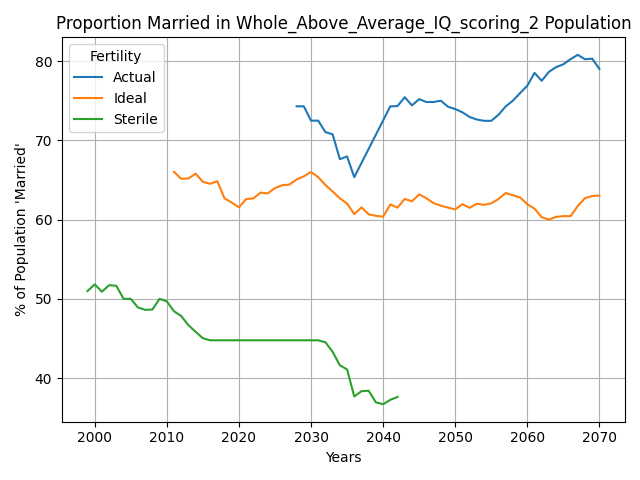 Proportion Married in Whole_Above_Average_IQ_scoring_2 Population
Fertility
Actual
Ideal
Sterile
% of Population 'Married'
80
70
60
50
40
2000 2010 2020 2030 2040 2050 2060 2070
Years